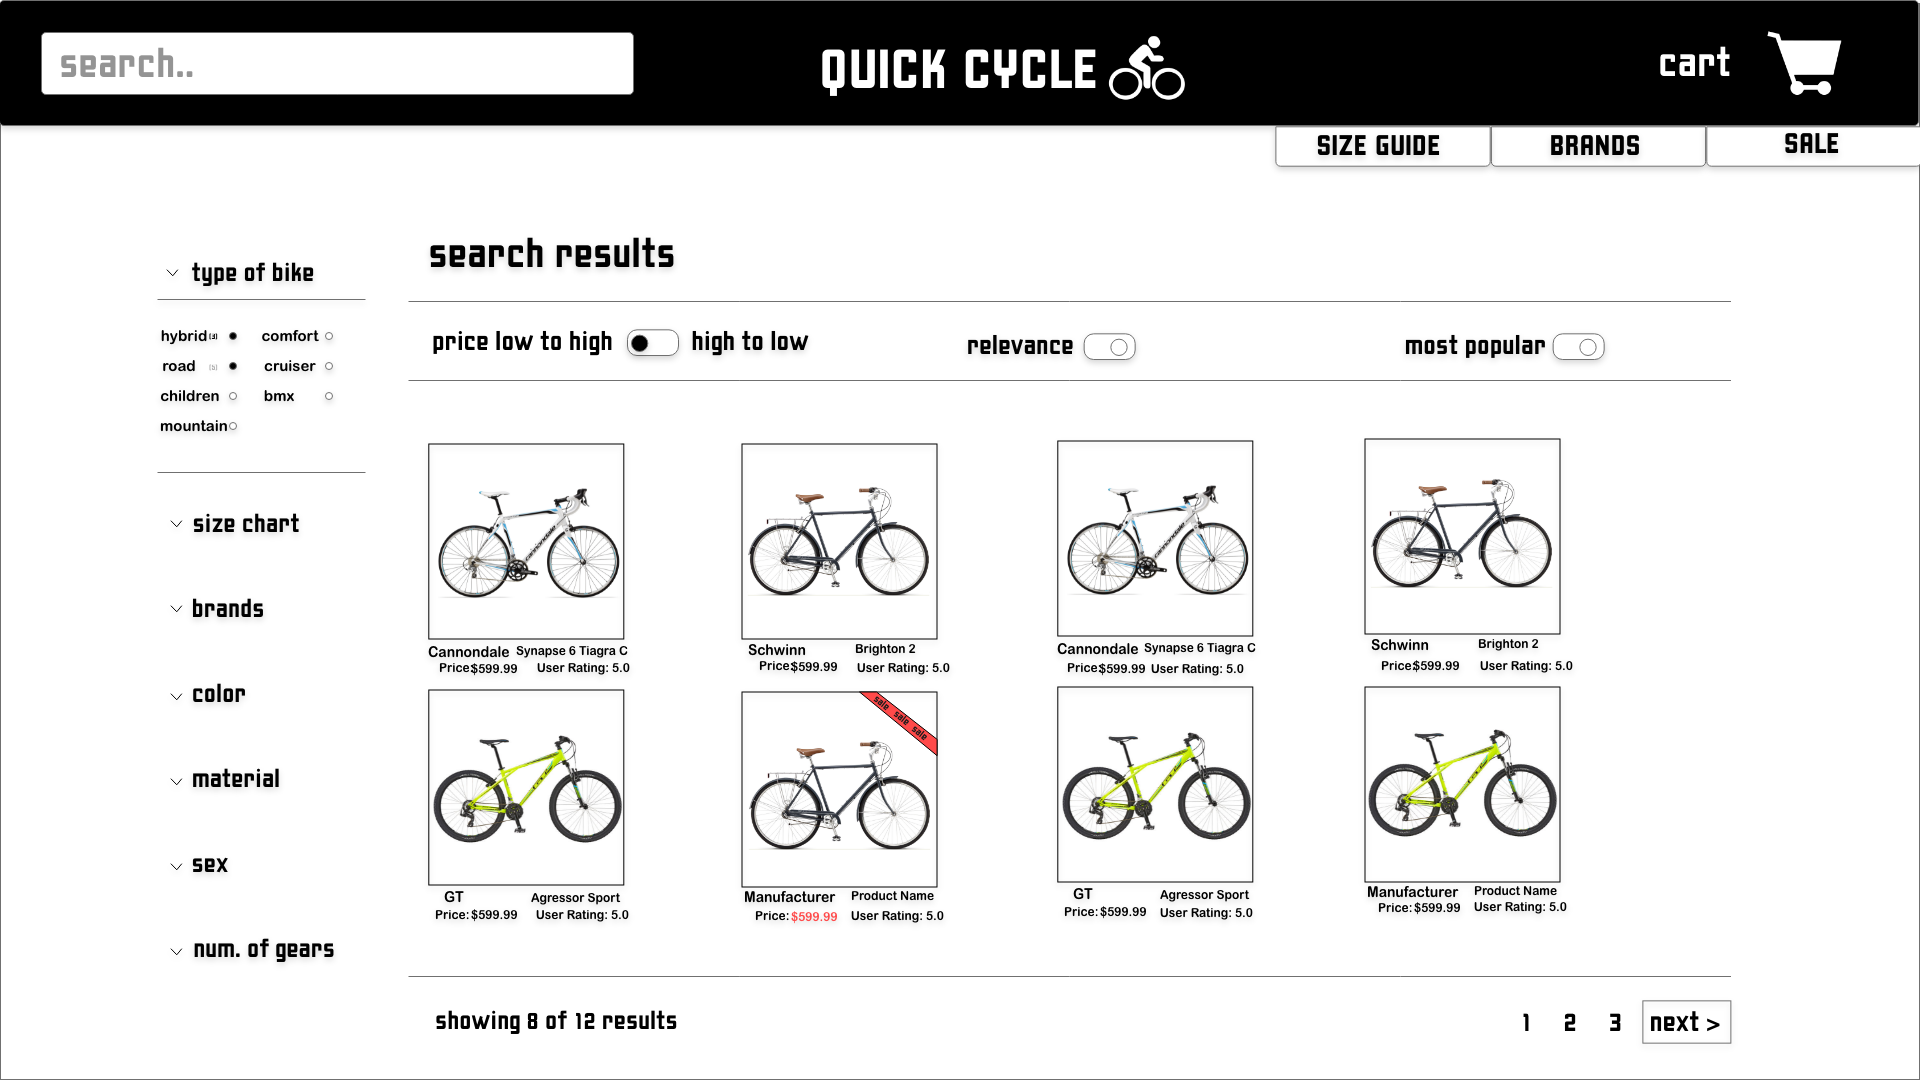 search..
QUICK CYCLE
cart
SIZE GUIDE
BRANDS
SALE
search results
type of bike
price low to high
high to low
relevance
most popular
hybrid
comfort
road
cruiser
children
bmx
mountain
size chart
brands
color
material
sex
num. of gears
Cannondale Synapse 6 Tiagra C
Price$599.99 User Rating: 5.0
Schwinn Brighton 2
Price$599.99 User Rating: 5.0
Cannondale Synapse 6 Tiagra C
Price$599.99 User Rating: 5.0
Schwinn Brighton 2
Price$599.99 User Rating: 5.0
GT Agressor Sport
Price: $599.99 User Rating: 5.0
sale sale sale
Manufacturer Product Name
Price: $599.99 User Rating: 5.0
GT Agressor Sport
Price: $599.99 User Rating: 5.0
Manufacturer Product Name
Price: $599.99 User Rating: 5.0
showing 8 of 12 results
1 2 3 next >